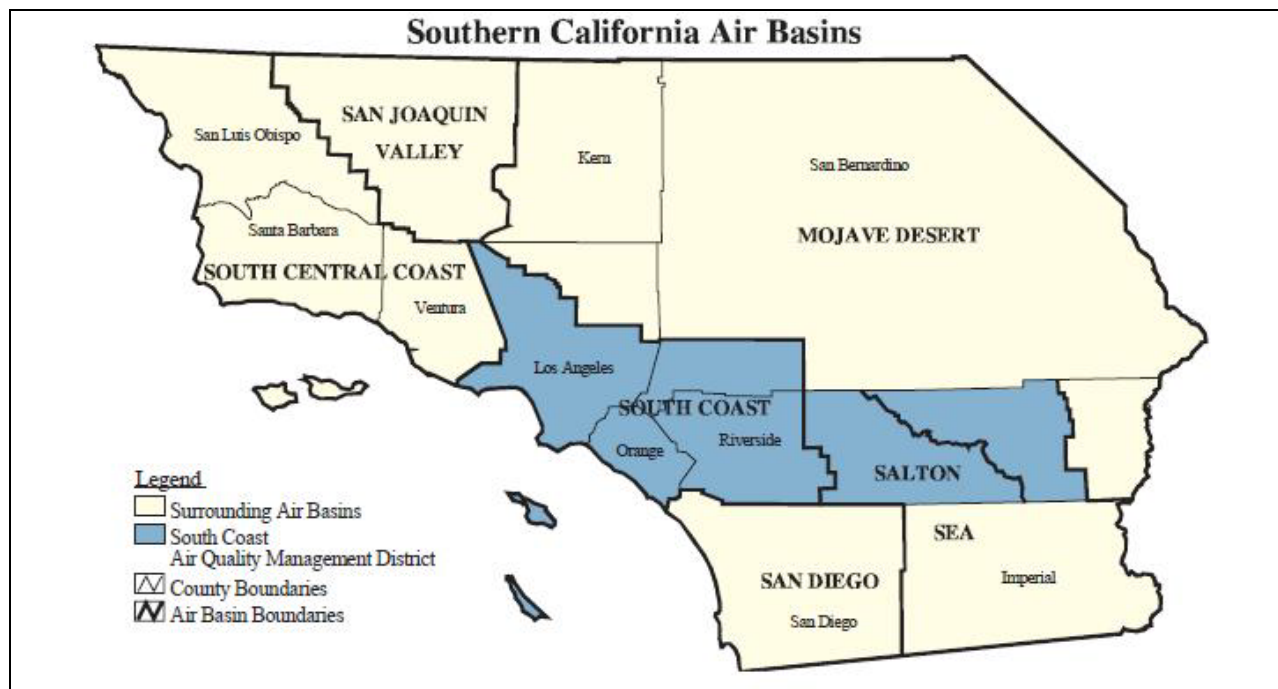 Southern California Air Basins
SAN JOAQUIN
VALLEY
San Luis Obispo
Kern
San Bernardino
Santa Barbara
MOJAVE DESERT
SOUTH CENTRAL COAST
Ventura
Los Angeles
SOUTH COAST
Orange
Riverside
SALTON
SEA
Imperial
SAN DIEGO
San Diego
Legend
Surrounding Air Basins
South Coast
Air Quality Management District
County Boundaries
Air Basin Boundaries